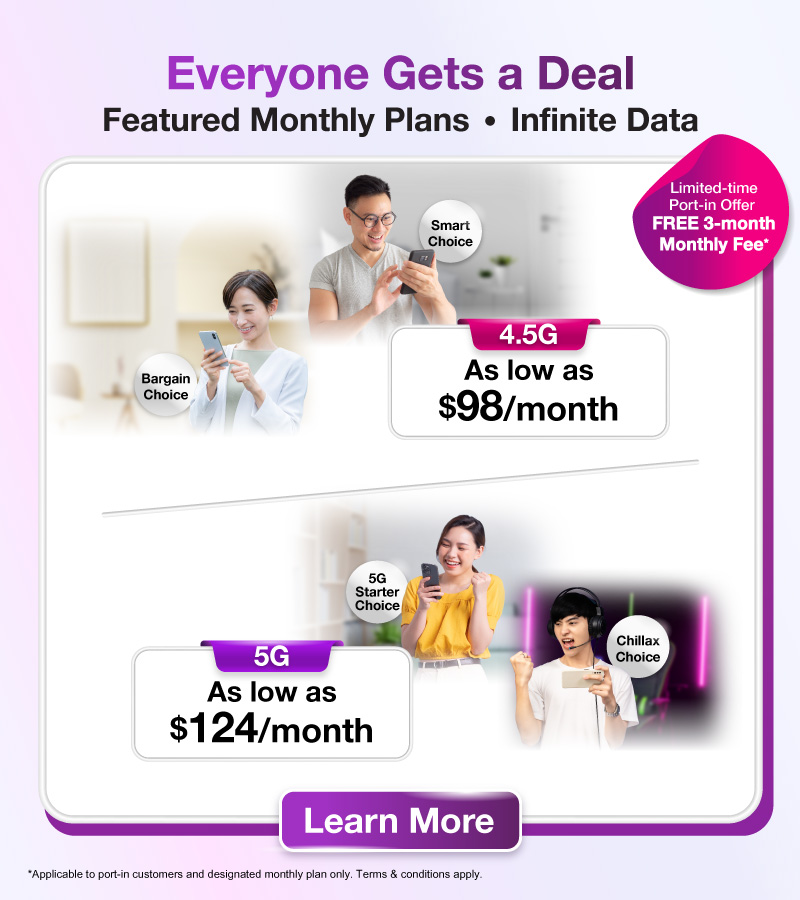 Everyone Gets a Deal
Featured Monthly Plans • Infinite Data
Limited-time
Port-in Offer
FREE 3-month
Monthly Fee*
Smart
Choice
Bargain
Choice
4.5G
As low as
$98/month
5G
Starter
Choice
Chillax
Choice
5G
As low as
$124/month
Learn More
*Applicable to port-in customers and designated monthly plan only. Terms & conditions apply.